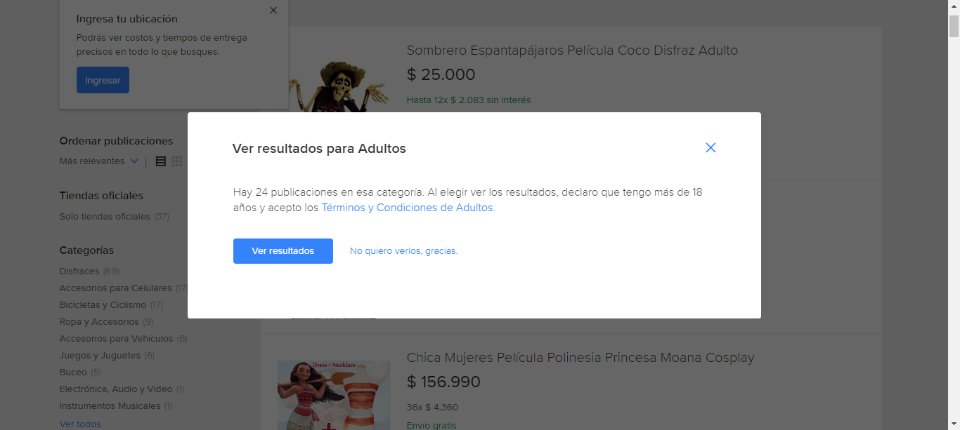 Ingresa tu ubicación
Podrás ver costos y tiempos de entrega
precisos en todo lo que busques.
Ingresar
Ordenar publicaciones
Más relevantes
Tiendas oficiales
Solo tiendas oficiales (37)
Categorías
Disfraces (69)
Accesorios para Celulares (17
Bicicletas y Ciclismo (17)
Ropa y Accesorios (9)
Accesorios para Vehículos (6)
Juegos y Juguetes (6)
Buceo (5)
Electrónica, Audio y Video (1)
Instrumentos Musicales (1)
Ver todos
Sombrero Espantapájaros Película Coco Disfraz Adulto
$ 25.000
Hasta 12x $ 2.083 sin interés
Ver resultados para Adultos
Hay 24 publicaciones en esa categoría. Al elegir ver los resultados, declaro que tengo más de 18
años y acepto los Términos y Condiciones de Adultos.
Ver resultados
No quiero verlos, gracias.
Dress + Necklace
Chica Mujeres Película Polinesia Princesa Moana Cosplay
$ 156.990
36x $ 4.360
Envío gratis